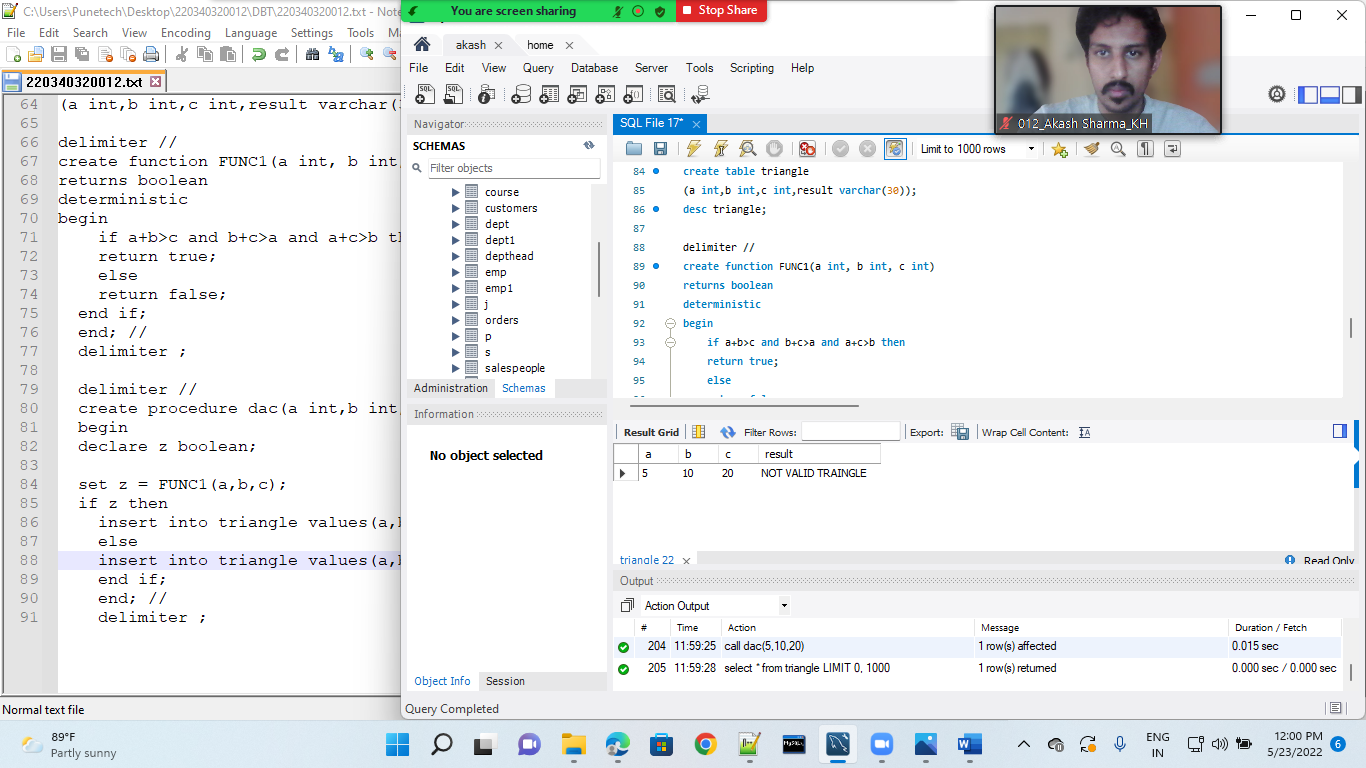 C:\Users\Punetech\Desktop\220340320012\DBT\220340320012.txt - Note
File Edit Search View Encoding Language Settings Tools Ma
220340320012.txt
64 (a int,b int,c int,result varchar(
65
66 delimiter //
67 create function FUNC1(a int, b int,
68 returns boolean
69 deterministic
70 begin
71 if a+b>c and b+c>a and a+c>b th
72 return true;
73 else
74 return false;
75 end if;
76 end; //
77 delimiter ;
78
79 delimiter //
80 create procedure dac(a int,b int,
81 begin
82 declare z boolean;
83
84 set z = FUNC1(a,b,c);
85 if z then
86 insert into triangle values(a,b
87 else
88 insert into triangle values(a,b
89 end if;
90 end; //
91 delimiter ;
Normal text file
You are screen sharing
Stop Share
akash
home
File Edit View Query Database Server Tools Scripting Help
012_Akash Sharma_KH
Navigator
SCHEMAS
Filter objects
course
customers
dept
dept1
depthead
emp
emp1
j
orders
p
s
salespeople
Administration Schemas
Information
No object selected
Object Info Session
Query Completed
SQL File 17*
Limit to 1000 rows
84 create table triangle
85 (a int,b int,c int,result varchar(30));
86 desc triangle;
87
88 delimiter //
89 create function FUNC1(a int, b int, c int)
90 returns boolean
91 deterministic
92 begin
93 if a+b>c and b+c>a and a+c>b then
94 return true;
95 else
Result Grid Filter Rows: Export: Wrap Cell Content:
a b c result
5 10 20 NOT VALID TRAINGLE
triangle 22
Read Only
Output
Action Output
# Time Action Message Duration / Fetch
204 11:59:25 call dac(5,10,20) 1 row(s) affected 0.015 sec
205 11:59:28 select * from triangle LIMIT 0, 1000 1 row(s) returned 0.000 sec / 0.000 sec
89°F
Partly sunny
ENG
IN
12:00 PM
5/23/2022
6